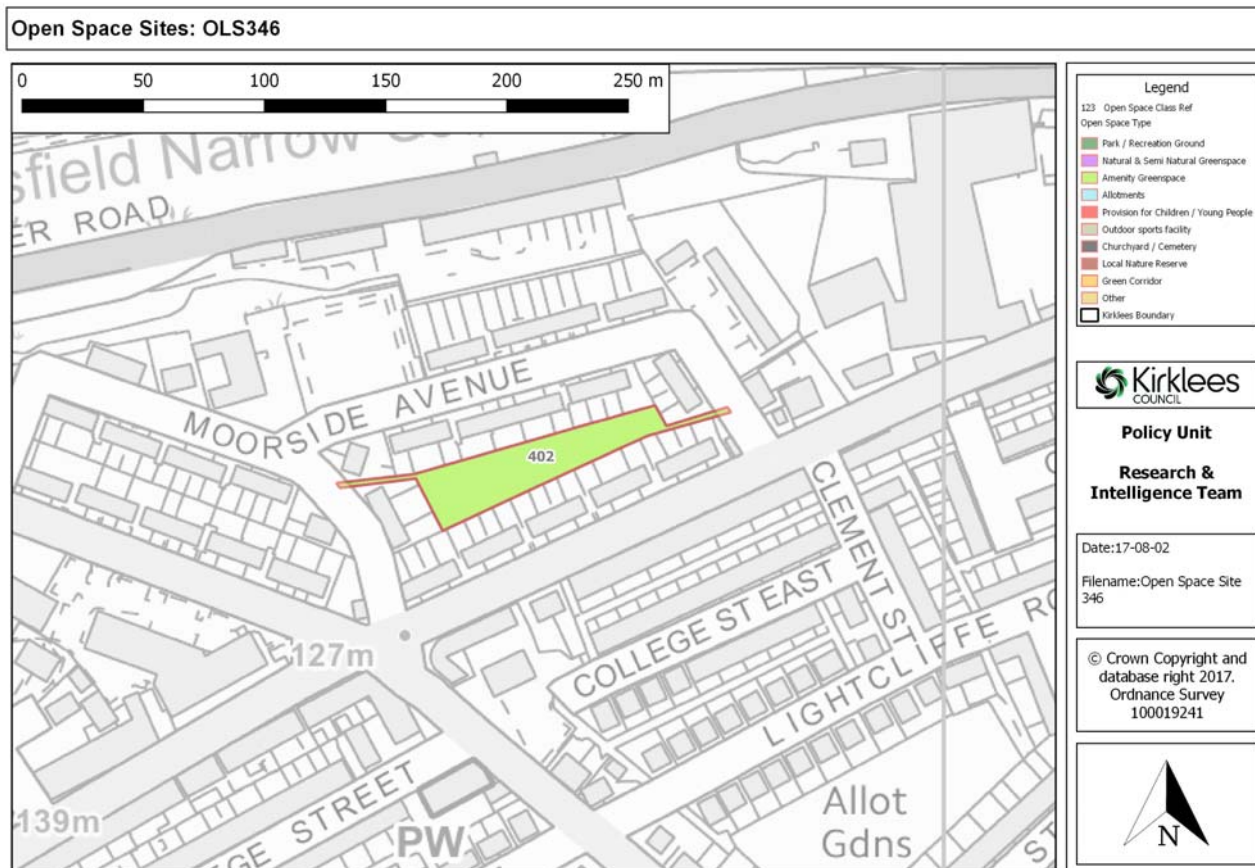 Open Space Sites: OLS346
0 50 100 150 200 250 m
sfield Narrow
ER ROAD
MOORSIDE AVENUE
402
CLEMENT ST
COLLEGE ST EAST
LIGHTCLIFFE
127m
139m
GE STREET
PW
Allot
Gdns
ST
Legend
123 Open Space Class Ref
Open Space Type
Park / Recreation Ground
Natural & Semi Natural Greenspace
Amenity Greenspace
Allotments
Provision for Children / Young People
Outdoor sports facility
Churchyard / Cemetery
Local Nature Reserve
Green Corridor
Other
Kirklees Boundary
Kirklees
COUNCIL
Policy Unit
Research &
Intelligence Team
Date:17-08-02
Filename:Open Space Site
346
© Crown Copyright and
database right 2017.
Ordnance Survey
100019241
N